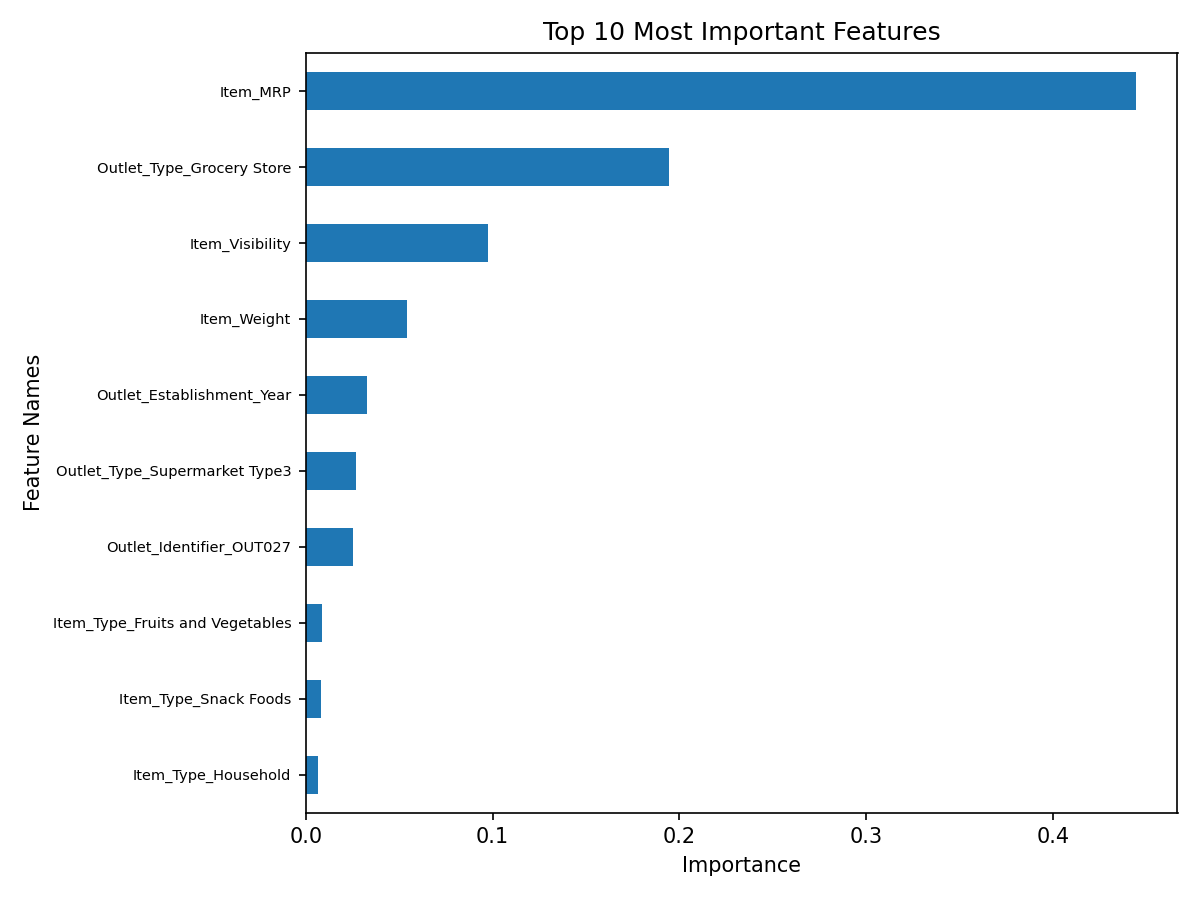 Top 10 Most Important Features
Feature Names
Item_MRP
Outlet_Type_Grocery Store
Item_Visibility
Item_Weight
Outlet_Establishment_Year
Outlet_Type_Supermarket Type3
Outlet_Identifier_OUT027
Item_Type_Fruits and Vegetables
Item_Type_Snack Foods
Item_Type_Household
0.0 0.1 0.2 0.3 0.4
Importance